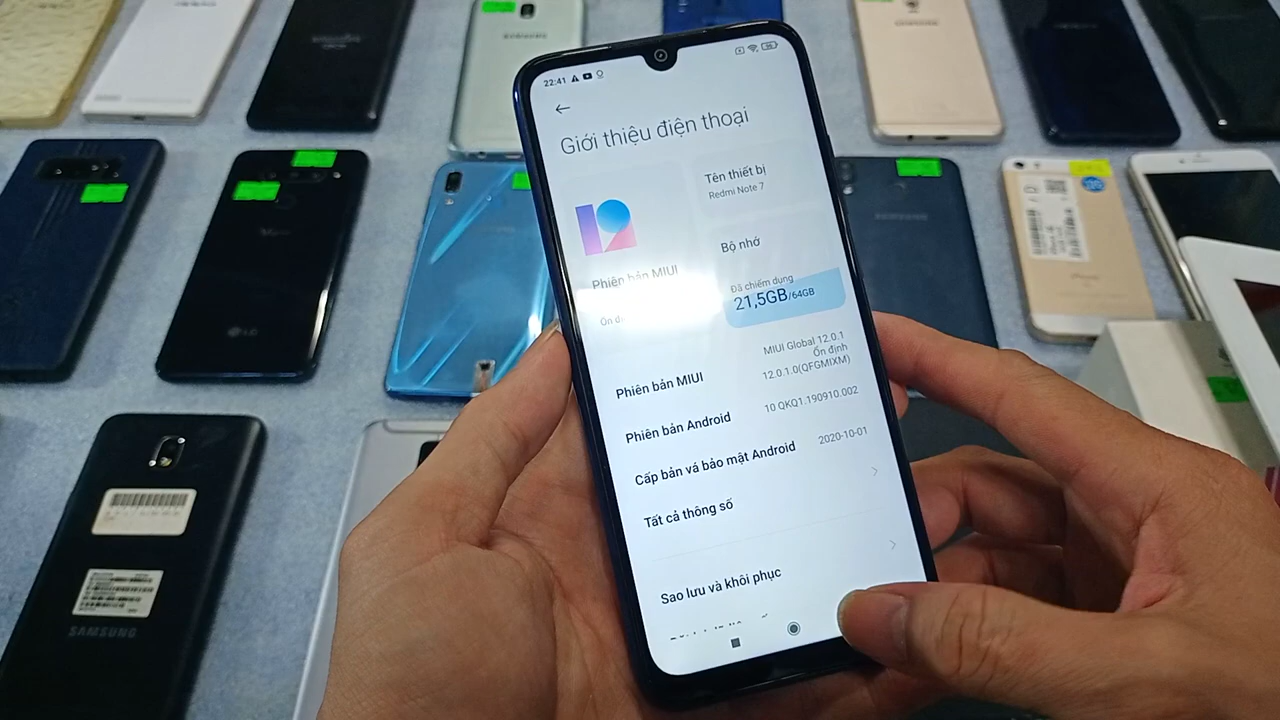 SAMSUNG
22:41
Giới thiệu điện thoại
Tên thiết bị
Redmi Note 7
Bộ nhớ
Đã chiếm dụng
21,5GB/64GB
Phiên bản MIUI
Phiên bản MIUI
MIUI Global 12.0.1
Ổn định
12.0.1.0(QFGMIXM)
Phiên bản Android
10 QKQ1.190910.002
Cấp bản vá bảo mật Android
2020-10-01
Tất cả thông số
Sao lưu và khôi phục
SAMSUNG
SAMSUNG
LG
SAMSUNG